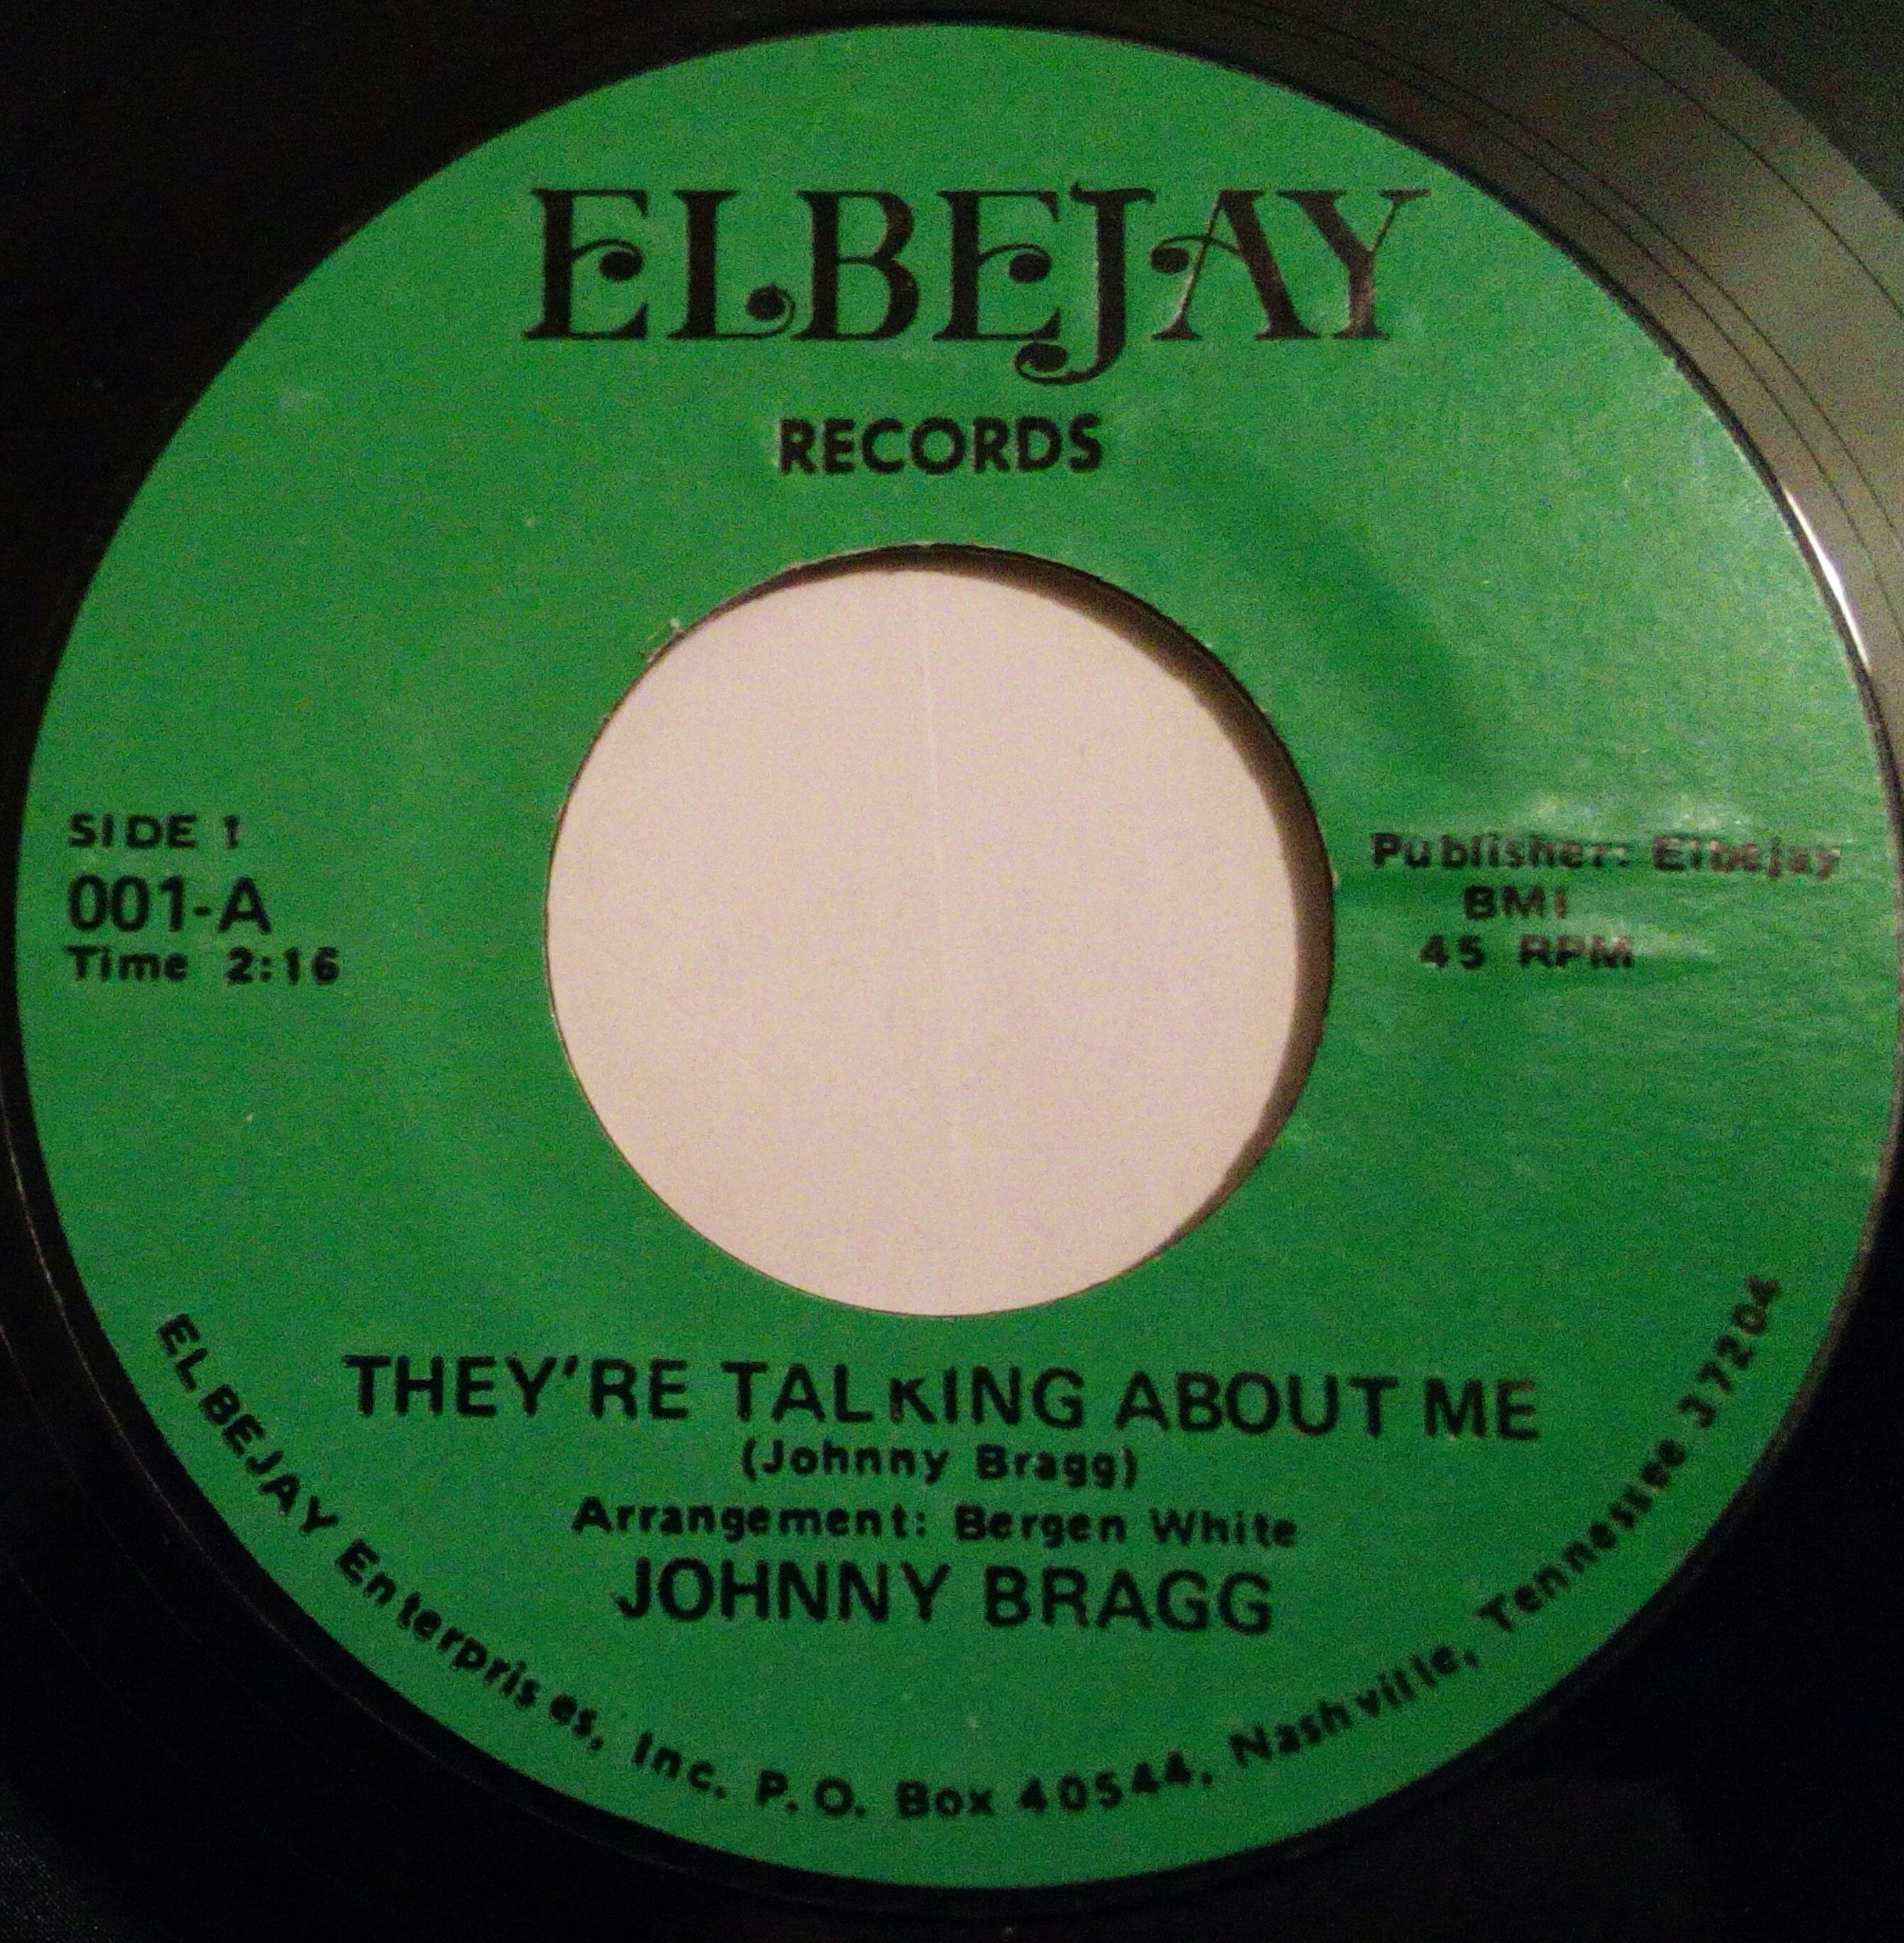 ELBEJAY
RECORDS
SIDE 1
001-A
Time 2:16
Publisher: Elbejay
BMI
45 RPM
THEY'RE TALKING ABOUT ME
(Johnny Bragg)
Arrangement: Bergen White
JOHNNY BRAGG
ELBEJAY Enterprises, Inc. P.O. Box 40544, Nashville, Tennessee 37204